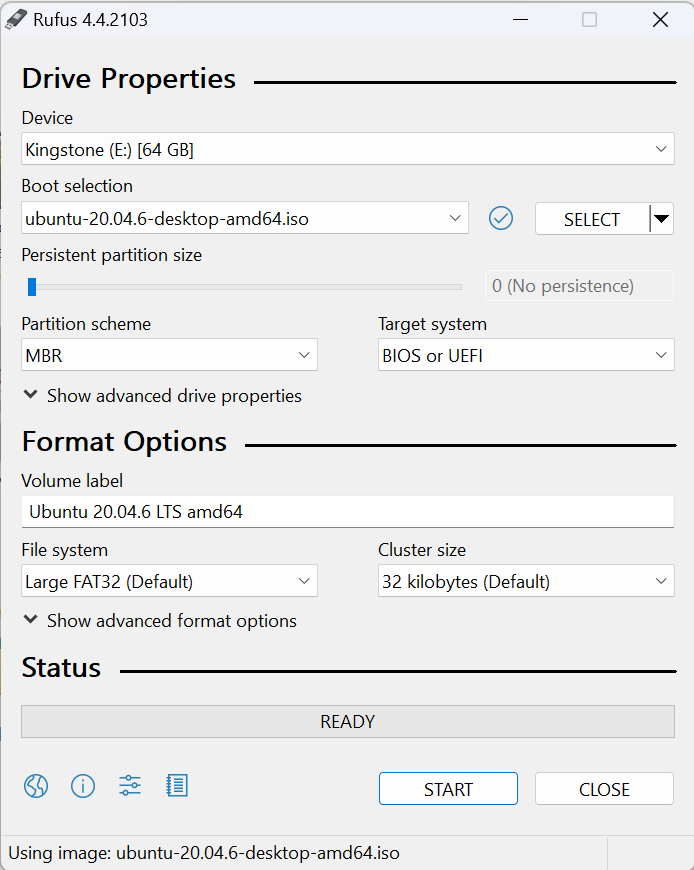 Rufus 4.4.2103
Drive Properties
Device
Kingstone (E:) [64 GB]
Boot selection
ubuntu-20.04.6-desktop-amd64.iso
SELECT
Persistent partition size
0 (No persistence)
Partition scheme
Target system
MBR
BIOS or UEFI
Show advanced drive properties
Format Options
Volume label
Ubuntu 20.04.6 LTS amd64
File system
Cluster size
Large FAT32 (Default)
32 kilobytes (Default)
Show advanced format options
Status
READY
START
CLOSE
Using image: ubuntu-20.04.6-desktop-amd64.iso